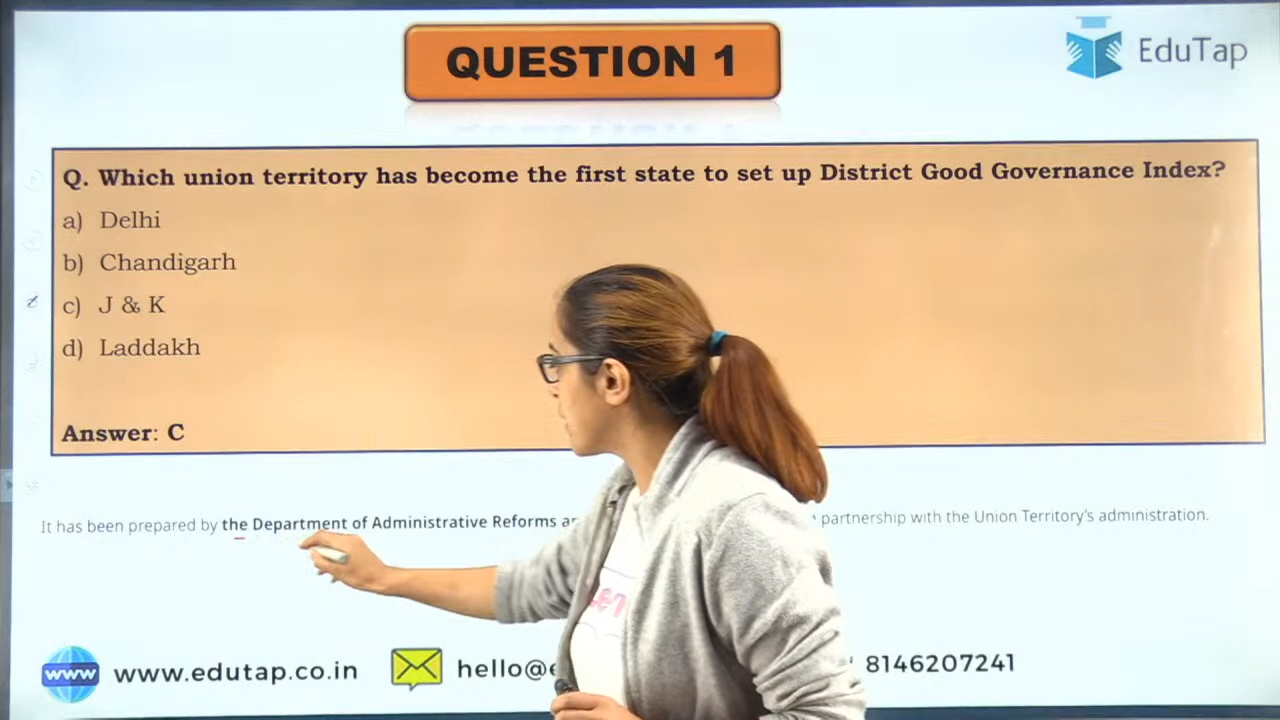 QUESTION 1
EduTap
Q. Which union territory has become the first state to set up District Good Governance Index?
a) Delhi
b) Chandigarh
c) J & K
d) Laddakh
Answer: C
It has been prepared by the Department of Administrative Reforms partnership with the Union Territory's administration.
www www.edutap.co.in hello@e 8146207241